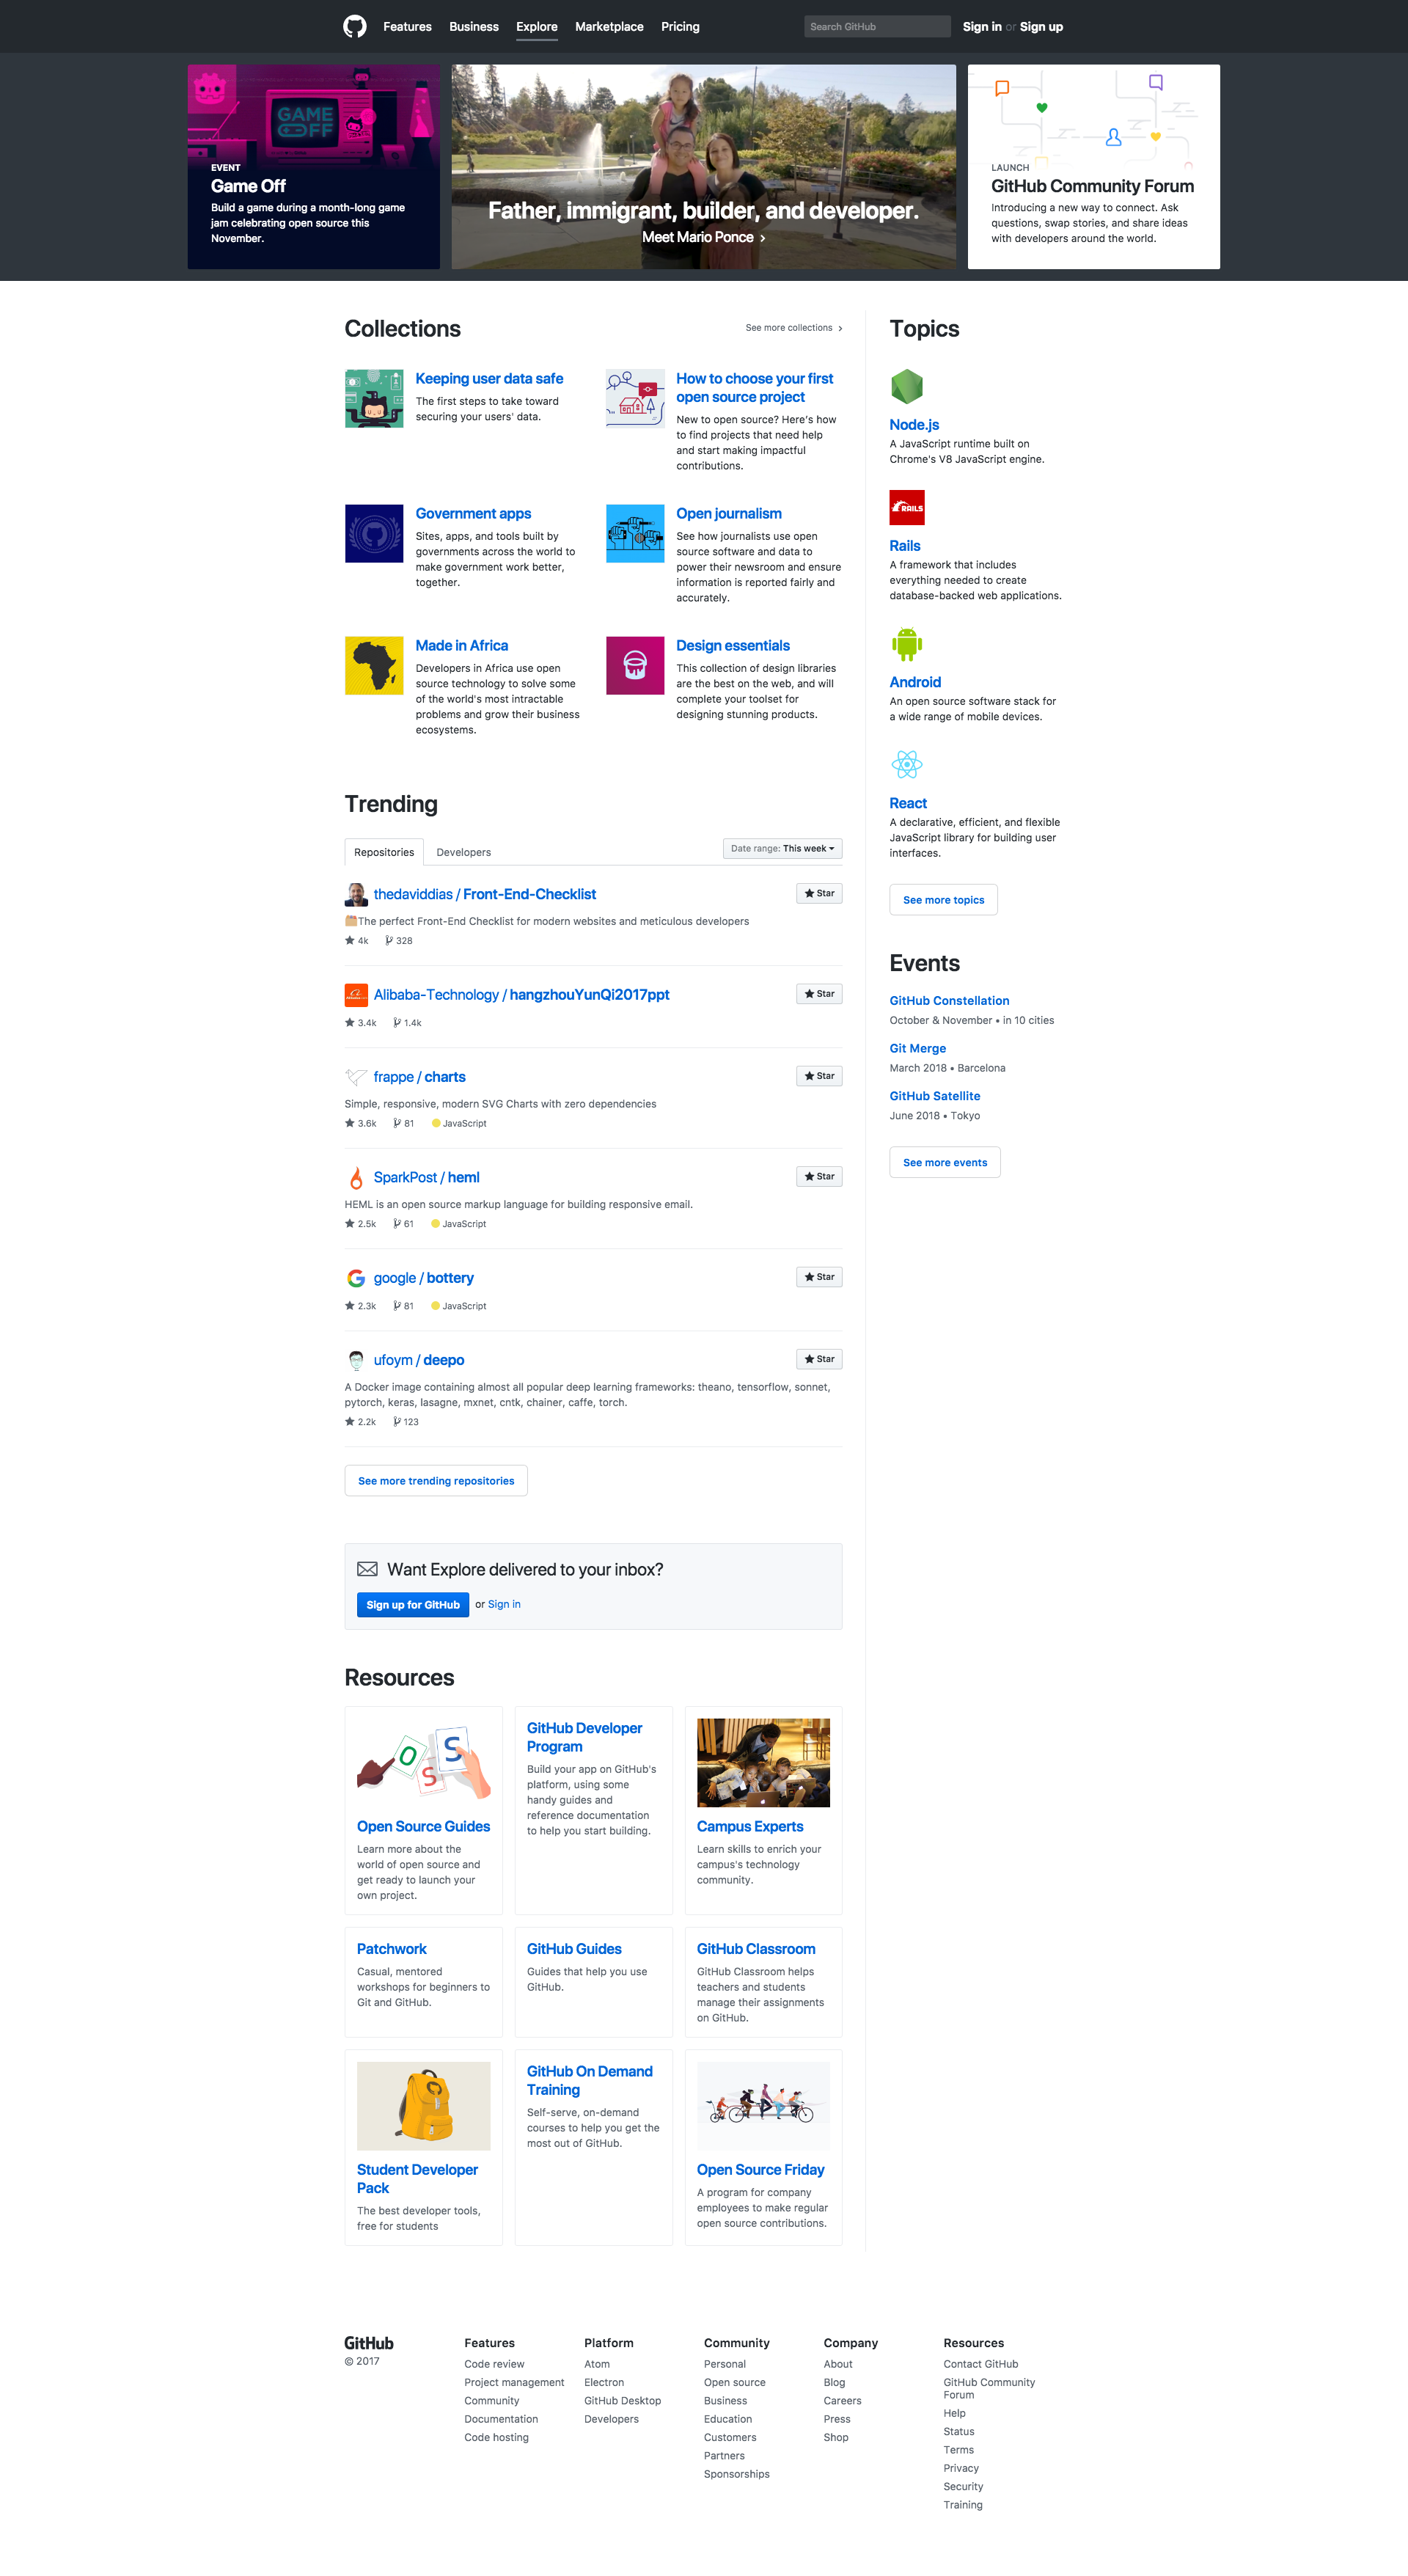 Features Business Explore Marketplace Pricing Search GitHub Sign in or Sign up
GAME
OFF
EVENT
Game Off
Build a game during a month-long game
jam celebrating open source this
November.
Father, immigrant, builder, and developer.
Meet Mario Ponce
LAUNCH
GitHub Community Forum
Introducing a new way to connect. Ask
questions, swap stories, and share ideas
with developers around the world.
Collections
See more collections
Keeping user data safe
The first steps to take toward
securing your users' data.
How to choose your first
open source project
New to open source? Here's how
to find projects that need help
and start making impactful
contributions.
Government apps
Sites, apps, and tools built by
governments across the world to
make government work better,
together.
Open journalism
See how journalists use open
source software and data to
power their newsroom and ensure
information is reported fairly and
accurately.
Made in Africa
Developers in Africa use open
source technology to solve some
of the world's most intractable
problems and grow their business
ecosystems.
Design essentials
This collection of design libraries
are the best on the web, and will
complete your toolset for
designing stunning products.
Trending
Repositories Developers Date range: This week
thedaviddias / Front-End-Checklist Star
The perfect Front-End Checklist for modern websites and meticulous developers
4k 328
Alibaba-Technology / hangzhouYunQi2017ppt Star
3.4k 1.4k
frappe / charts Star
Simple, responsive, modern SVG Charts with zero dependencies
3.6k 81 JavaScript
SparkPost / heml Star
HEML is an open source markup language for building responsive email.
2.5k 61 JavaScript
google / bottery Star
2.3k 81 JavaScript
ufoym / deepo Star
A Docker image containing almost all popular deep learning frameworks: theano, tensorflow, sonnet,
pytorch, keras, lasagne, mxnet, cntk, chainer, caffe, torch.
2.2k 123
See more trending repositories
Want Explore delivered to your inbox?
Sign up for GitHub or Sign in
Resources
O S S
Open Source Guides
Learn more about the
world of open source and
get ready to launch your
own project.
GitHub Developer
Program
Build your app on GitHub's
platform, using some
handy guides and
reference documentation
to help you start building.
Campus Experts
Learn skills to enrich your
campus's technology
community.
Patchwork
Casual, mentored
workshops for beginners to
Git and GitHub.
GitHub Guides
Guides that help you use
GitHub.
GitHub Classroom
GitHub Classroom helps
teachers and students
manage their assignments
on GitHub.
Student Developer
Pack
The best developer tools,
free for students
GitHub On Demand
Training
Self-serve, on-demand
courses to help you get the
most out of GitHub.
Open Source Friday
A program for company
employees to make regular
open source contributions.
Topics
Node.js
A JavaScript runtime built on
Chrome's V8 JavaScript engine.
RAILS
Rails
A framework that includes
everything needed to create
database-backed web applications.
Android
An open source software stack for
a wide range of mobile devices.
React
A declarative, efficient, and flexible
JavaScript library for building user
interfaces.
See more topics
Events
GitHub Constellation
October & November • in 10 cities
Git Merge
March 2018 • Barcelona
GitHub Satellite
June 2018 • Tokyo
See more events
GitHub
© 2017
Features
Code review
Project management
Community
Documentation
Code hosting
Platform
Atom
Electron
GitHub Desktop
Developers
Community
Personal
Open source
Business
Education
Customers
Partners
Sponsorships
Company
About
Blog
Careers
Press
Shop
Resources
Contact GitHub
GitHub Community
Forum
Help
Status
Terms
Privacy
Security
Training